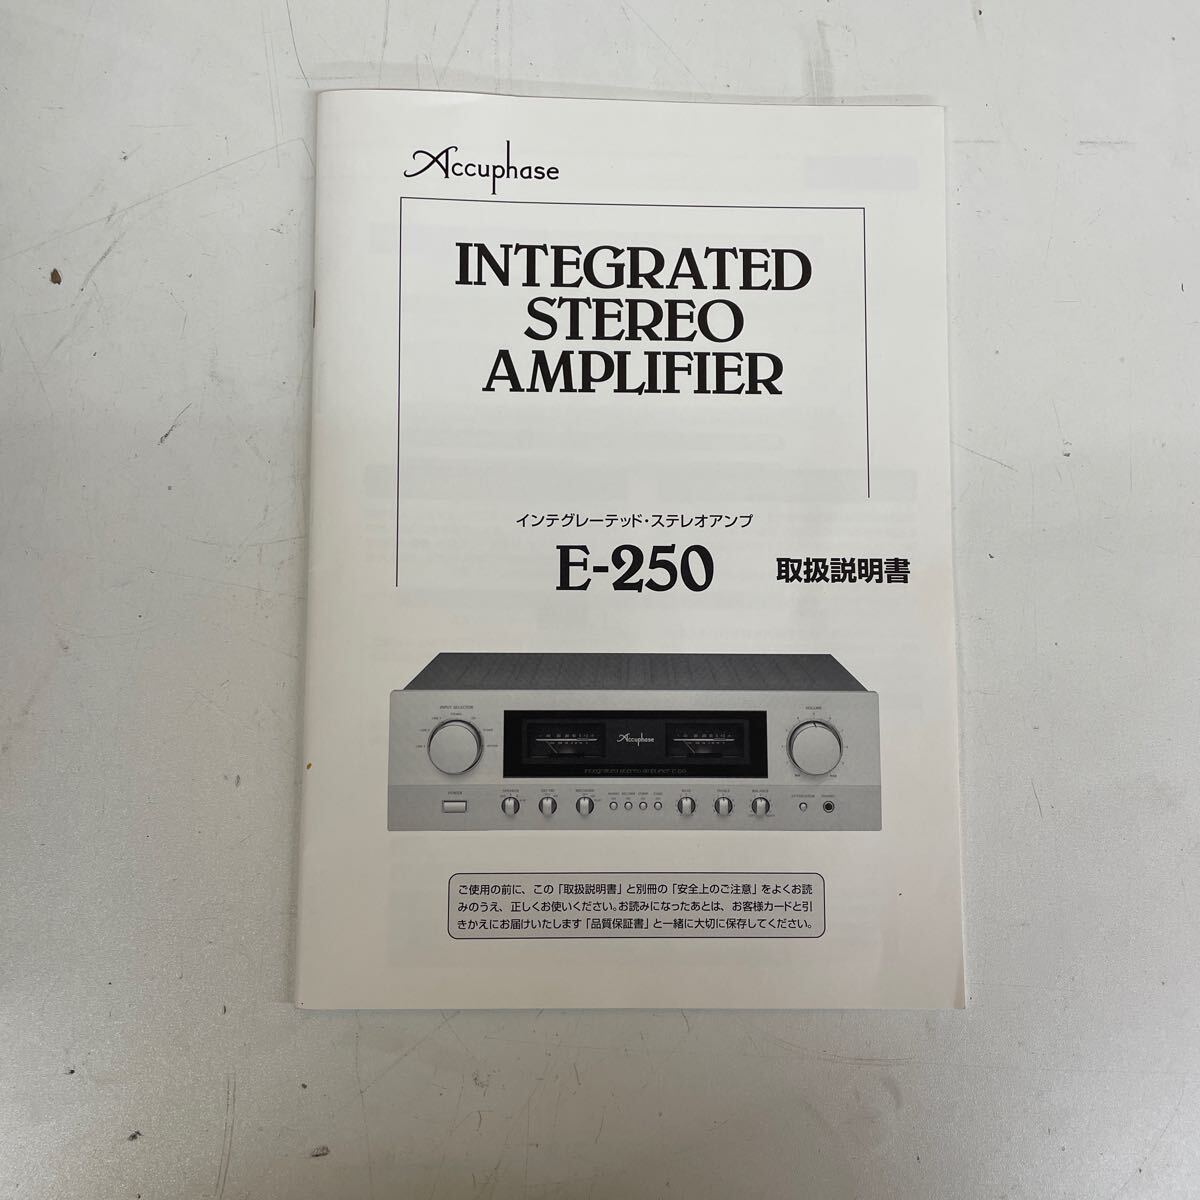 Accuphase
INTEGRATED
STEREO
AMPLIFIER
インテグレーテッド・ステレオアンプ
E-250
取扱説明書
INPUT SELECTOR
VOLUME
Accuphase
POWER
ご使用の前に、この「取扱説明書」と別冊の「安全上のご注意」をよくお読
みのうえ、正しくお使いください。お読みになったあとは、お客様カードと引
きかえにお届けいたします「品質保証書」と一緒に大切に保存してください。